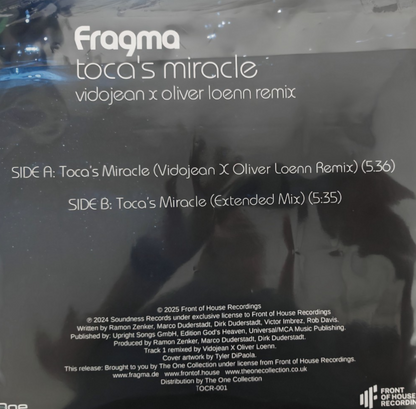 Fragma
toca's miracle
vidojean x oliver loenn remix
SIDE A: Toca's Miracle (Vidojean X Oliver Loenn Remix) (5:36)
SIDE B: Toca's Miracle (Extended Mix) (5:35)
© 2025 Front of House Recordings
℗ 2024 Soundness Records under exclusive license to Front of House Recordings
Written by Ramon Zenker, Marco Duderstadt, Dirk Duderstadt, Victor Imbrez, Rob Davis.
Published by: Upright Songs GmbH, Edition God's Heaven, Universal/MCA Music Publishing.
Produced by Ramon Zenker, Marco Duderstadt, Dirk Duderstadt.
Track 1 remixed by Vidojean X Oliver Loenn.
Cover artwork by Tyler DiPaola.
This release: Brought to you by The One Collection under license from Front of House Recordings.
www.fragma.de www.frontof.house www.theonecollection.co.uk
Distribution by The One Collection
TOCR-001
One
FRONT
OF HOUSE
RECORDIN